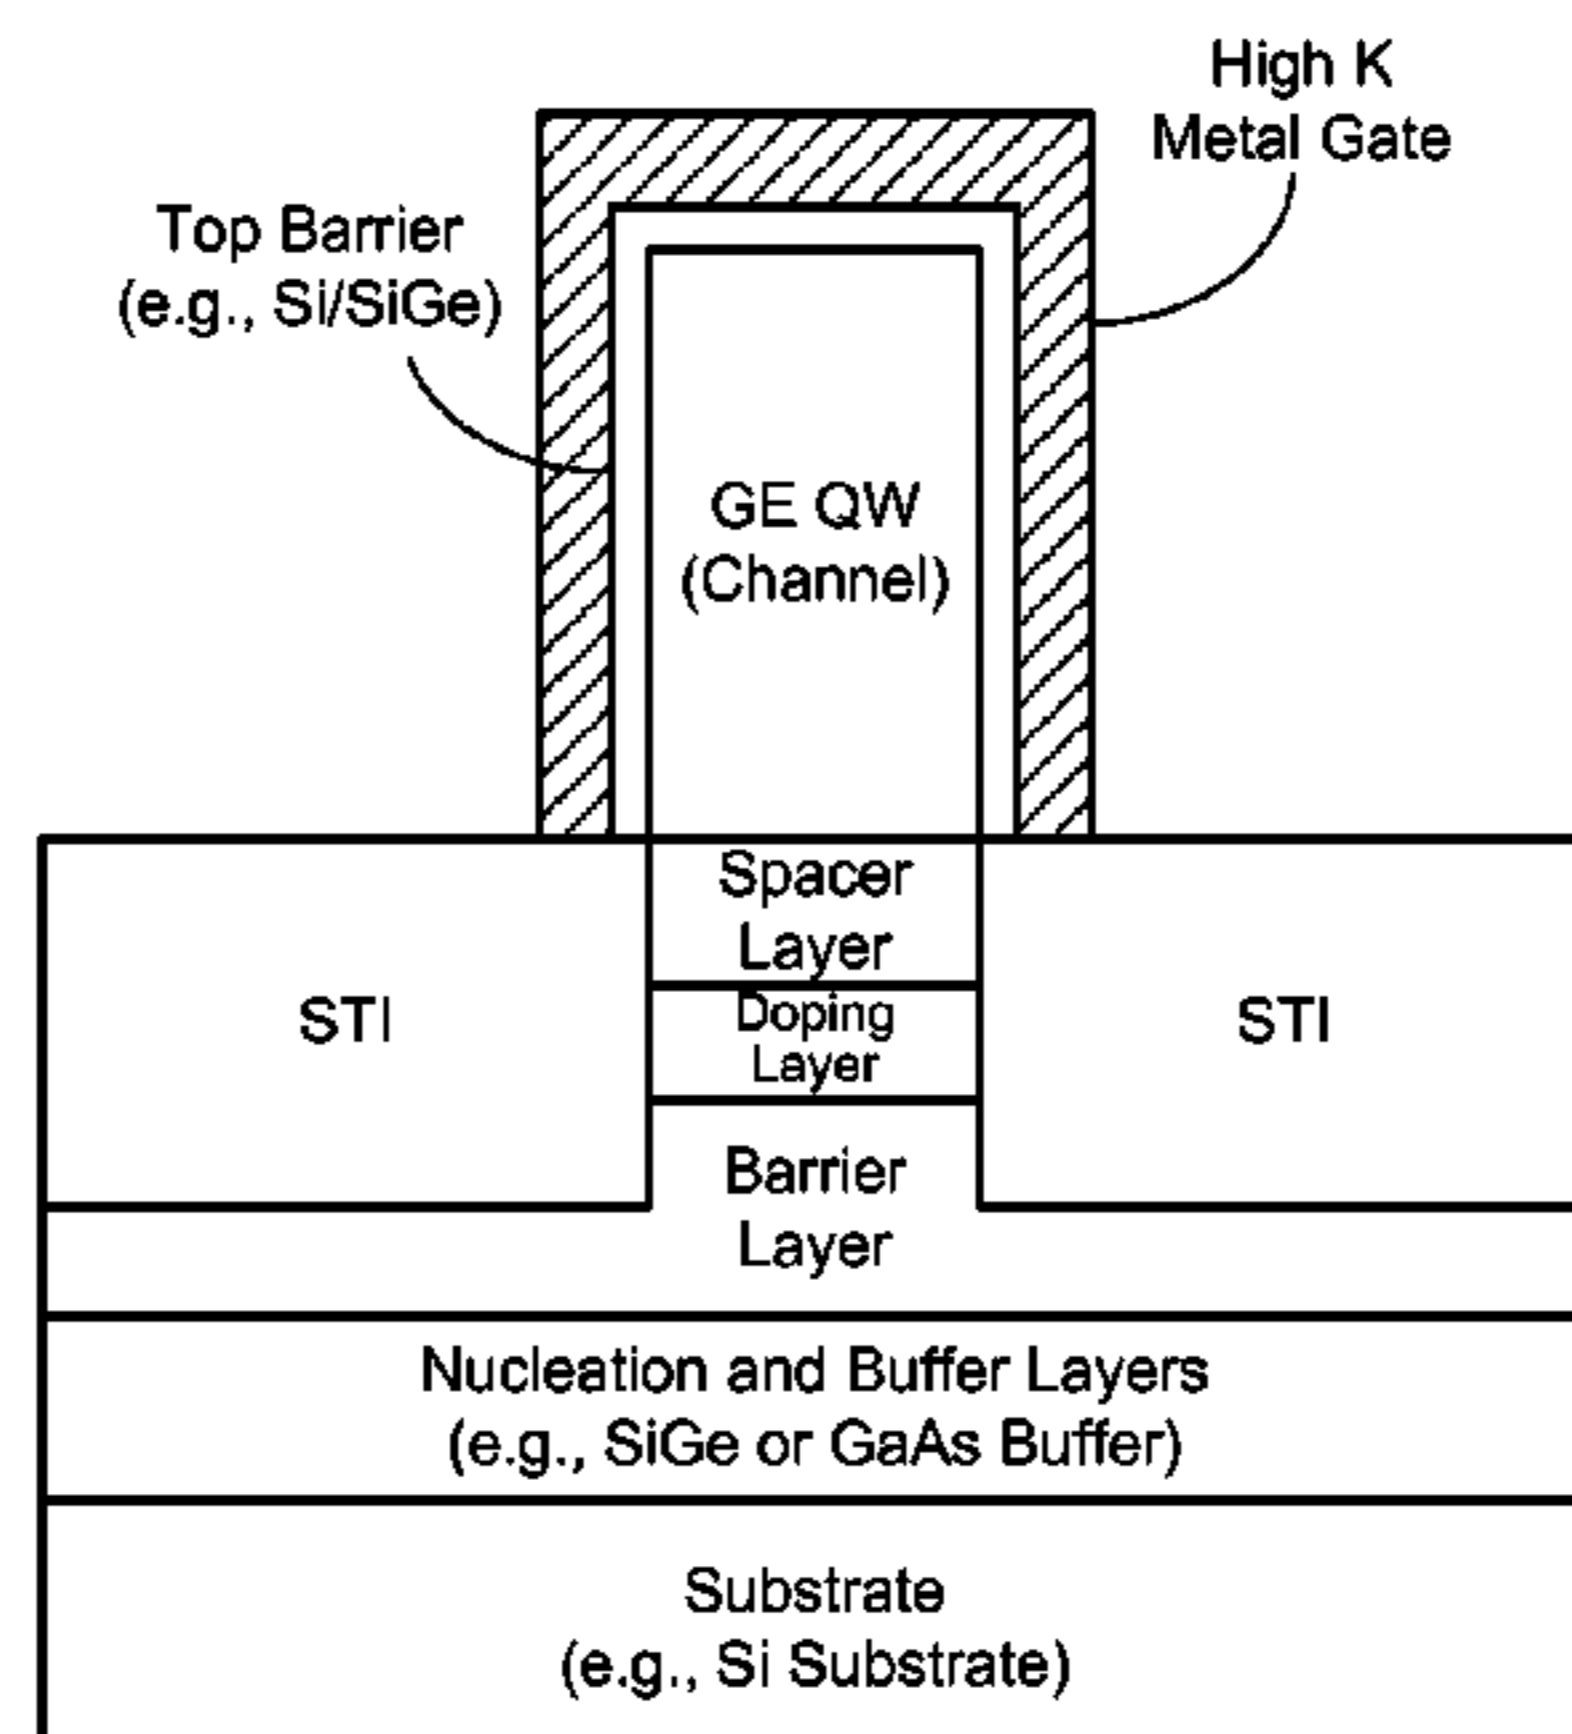 High K
Metal Gate
Top Barrier
(e.g., Si/SiGe)
GE QW
(Channel)
Spacer
Layer
STI
Doping
Layer
STI
Barrier
Layer
Nucleation and Buffer Layers
(e.g., SiGe or GaAs Buffer)
Substrate
(e.g., Si Substrate)